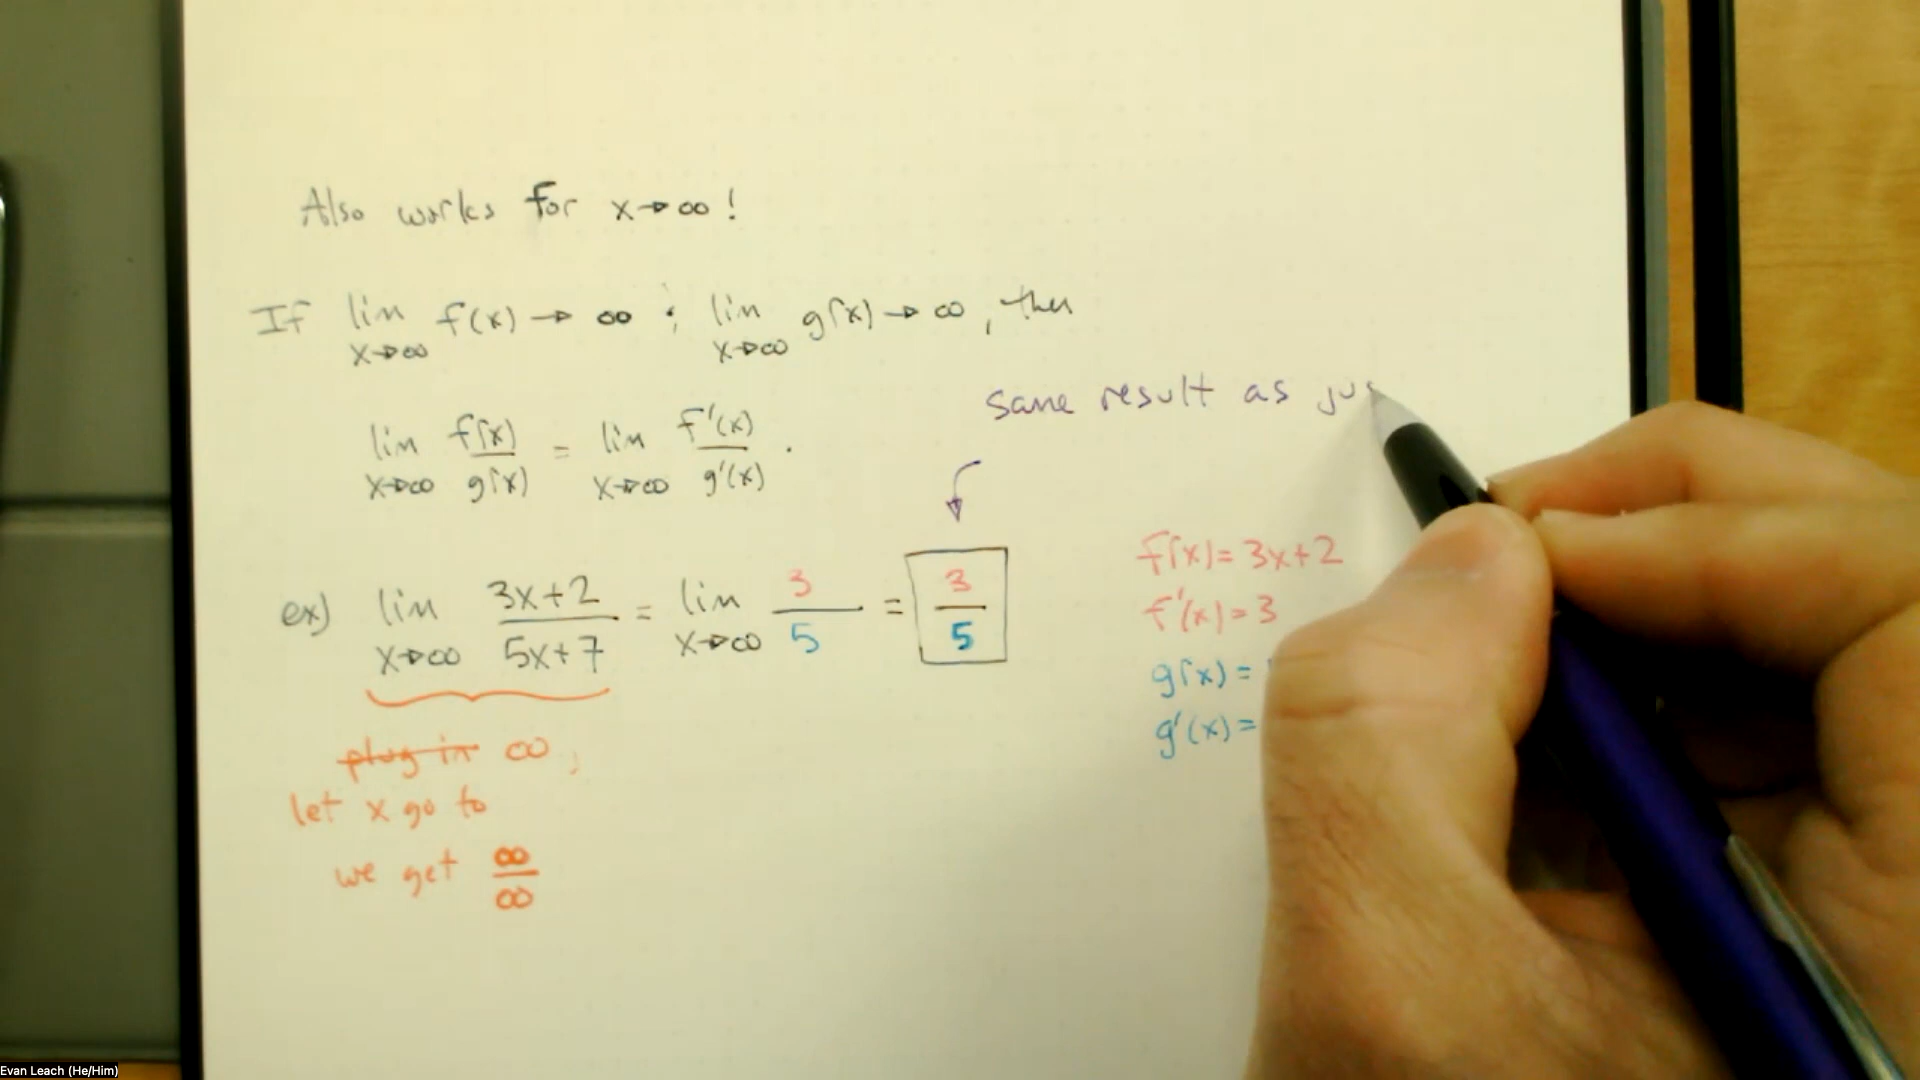 Also works for x→∞!
If lim x→∞ f(x) → ∞ ; lim x→∞ g(x) → ∞, then
lim x→∞ f(x)/g(x) = lim x→∞ f'(x)/g'(x).
Same result as jus
ex) lim x→∞ (3x+2)/(5x+7) = lim x→∞ 3/5 = 3/5
f(x)= 3x+2
f'(x)= 3
g(x) =
g'(x) =
plug in ∞,
let x go to
we get ∞/∞
Evan Leach (He/Him)